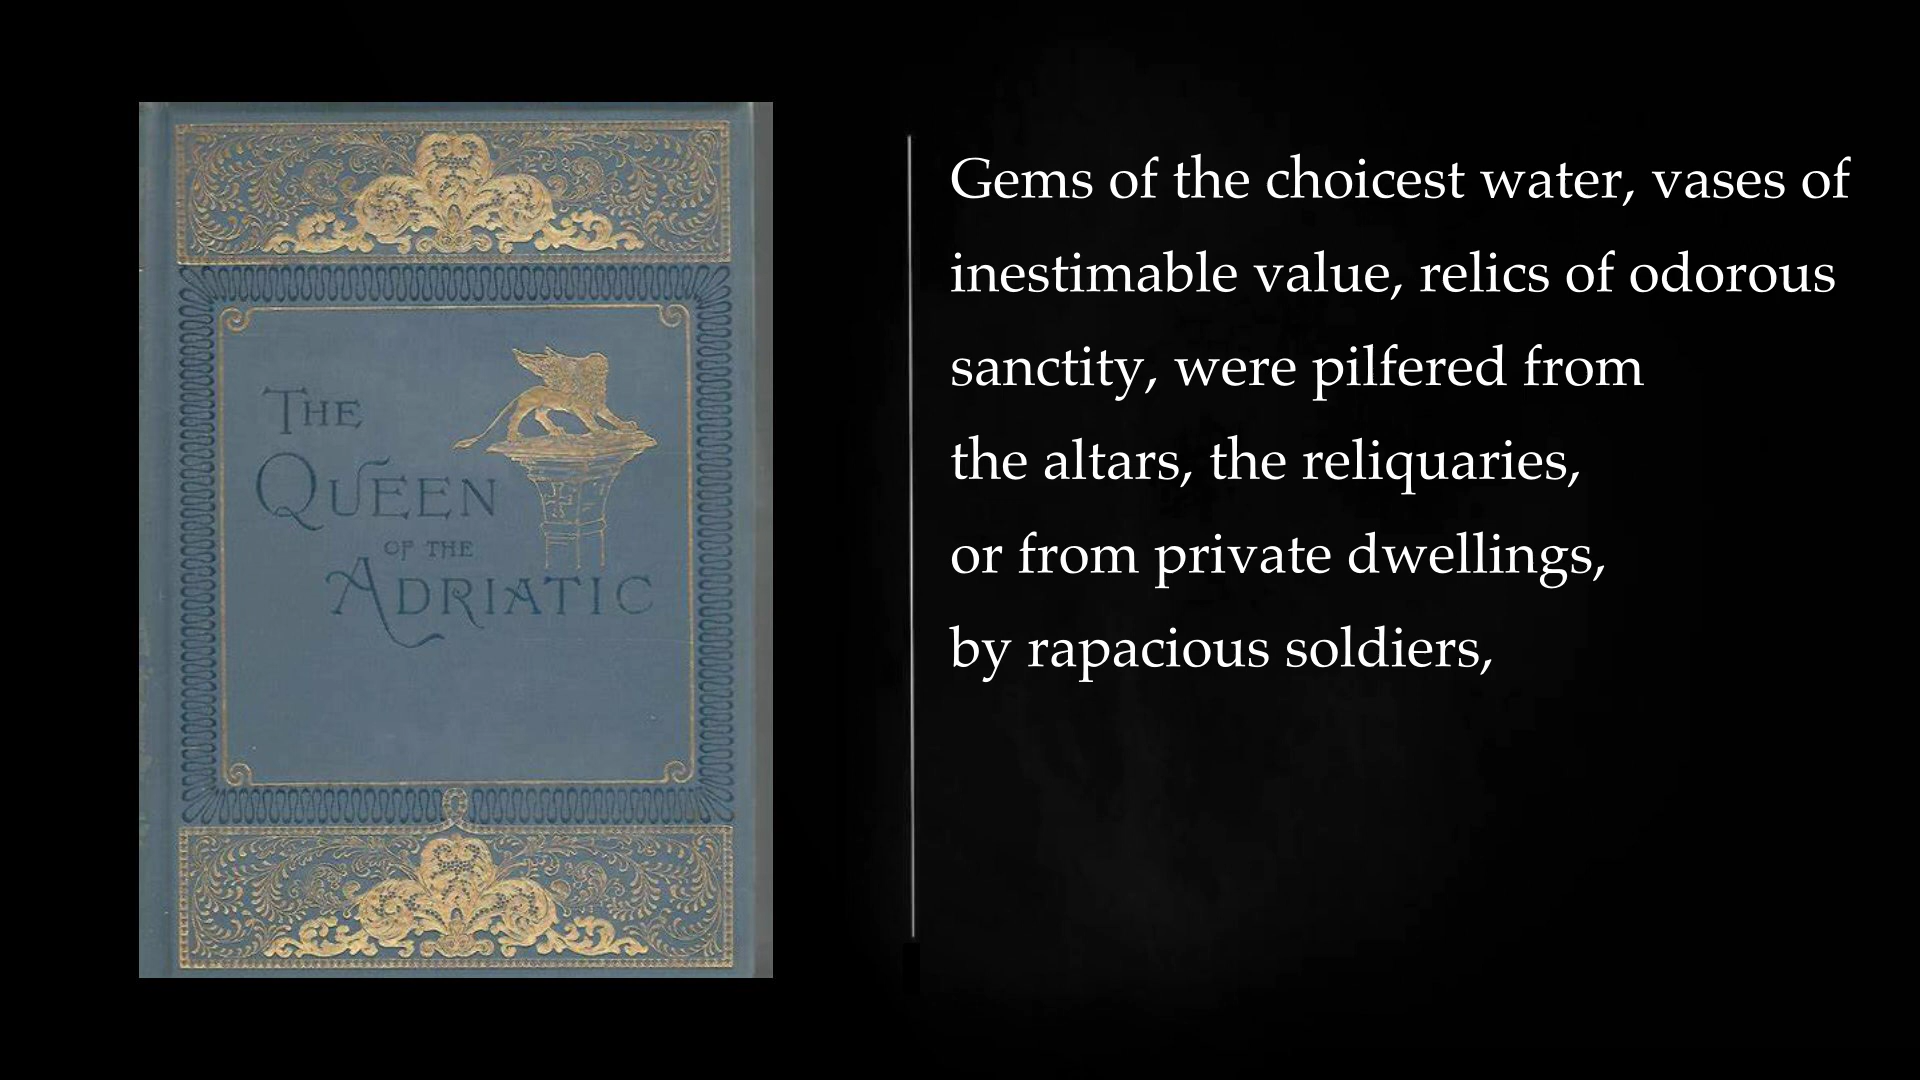 THE
QUEEN
OF THE
ADRIATIC
Gems of the choicest water, vases of
inestimable value, relics of odorous
sanctity, were pilfered from
the altars, the reliquaries,
or from private dwellings,
by rapacious soldiers,